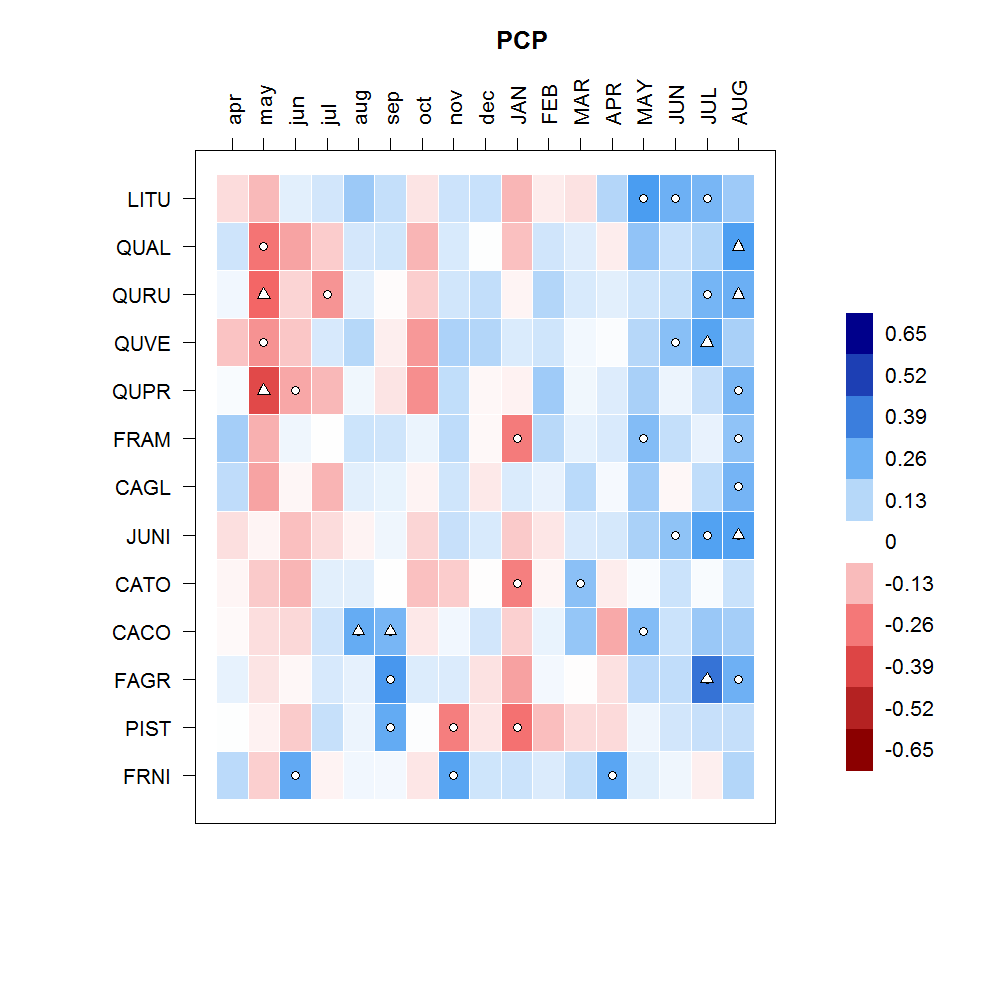 PCP
apr may jun jul aug sep oct nov dec JAN FEB MAR APR MAY JUN JUL AUG
LITU
QUAL
QURU
QUVE
QUPR
FRAM
CAGL
JUNI
CATO
CACO
FAGR
PIST
FRNI
0.65
0.52
0.39
0.26
0.13
0
-0.13
-0.26
-0.39
-0.52
-0.65